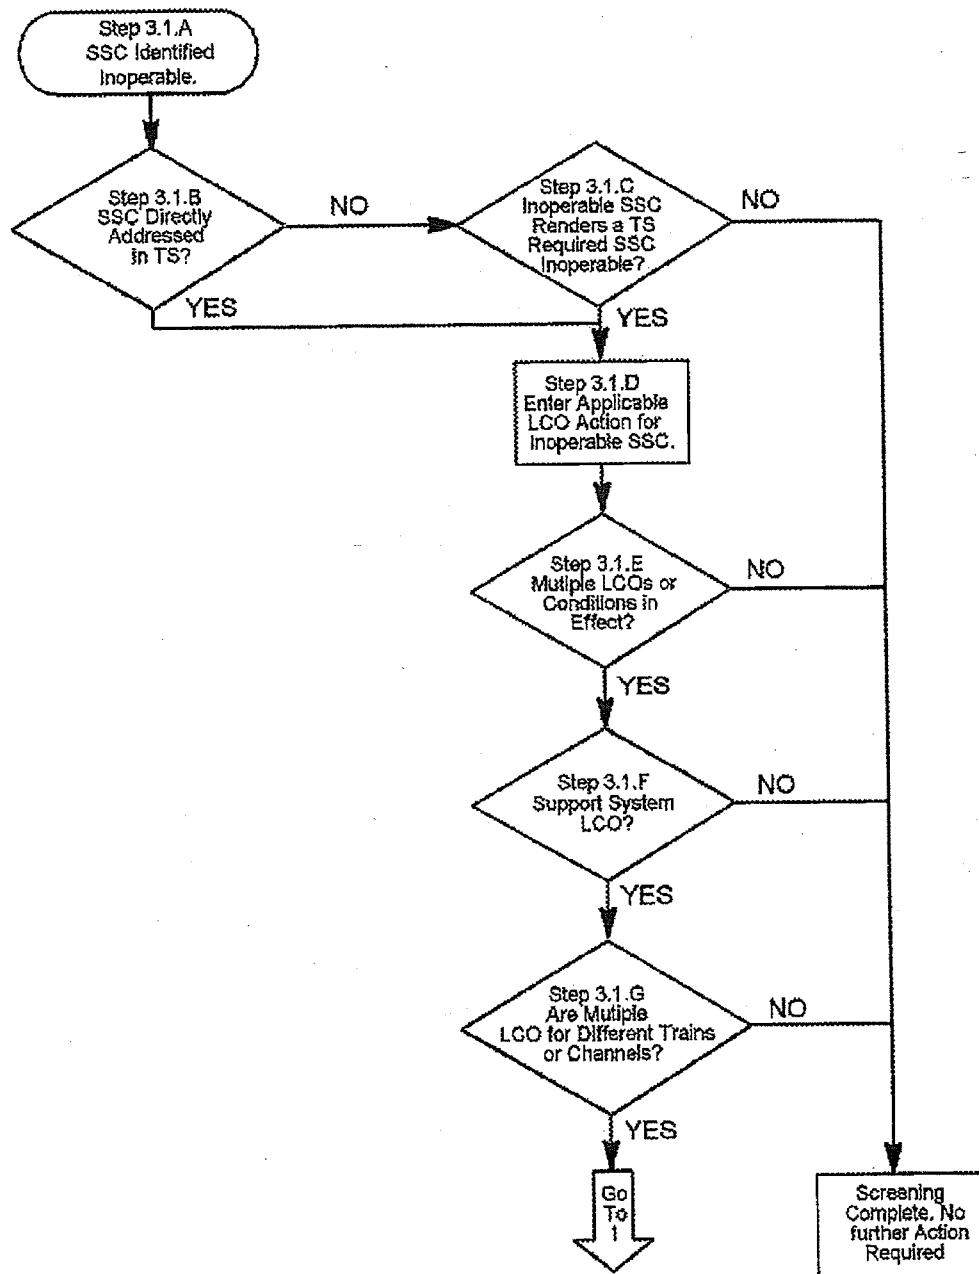 Step 3.1.A
SSC Identified
Inoperable.
Step 3.1.B
SSC Directly
Addressed
in TS?
NO
Step 3.1.C
Inoperable SSC
Renders a TS
Required SSC
Inoperable?
NO
YES
YES
Step 3.1.D
Enter Applicable
LCO Action for
Inoperable SSC.
Step 3.1.E
Mutiple LCOs or
Conditions in
Effect?
NO
YES
Step 3.1.F
Support System
LCO?
NO
YES
Step 3.1.G
Are Mutiple
LCO for Different Trains
or Channels?
NO
YES
Go
To
1
Screening
Complete. No
further Action
Required